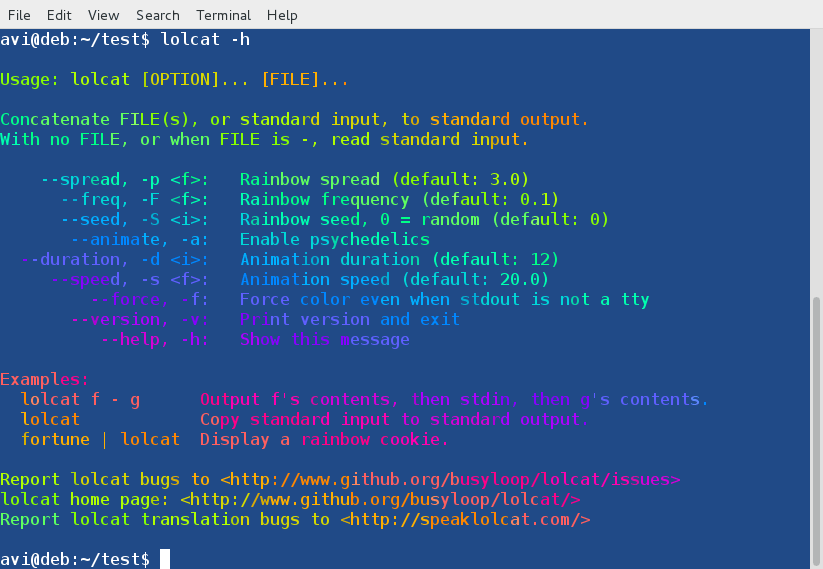 File Edit View Search Terminal Help
avi@deb:~/test$ lolcat -h
Usage: lolcat [OPTION]... [FILE]...
Concatenate FILE(s), or standard input, to standard output.
With no FILE, or when FILE is -, read standard input.
--spread, -p <f>: Rainbow spread (default: 3.0)
--freq, -F <f>: Rainbow frequency (default: 0.1)
--seed, -S <i>: Rainbow seed, 0 = random (default: 0)
--animate, -a: Enable psychedelics
--duration, -d <i>: Animation duration (default: 12)
--speed, -s <f>: Animation speed (default: 20.0)
--force, -f: Force color even when stdout is not a tty
--version, -v: Print version and exit
--help, -h: Show this message
Examples:
lolcat f - g Output f's contents, then stdin, then g's contents.
lolcat Copy standard input to standard output.
fortune | lolcat Display a rainbow cookie.
Report lolcat bugs to <http://www.github.org/busyloop/lolcat/issues>
lolcat home page: <http://www.github.org/busyloop/lolcat/>
Report lolcat translation bugs to <http://speaklolcat.com/>
avi@deb:~/test$